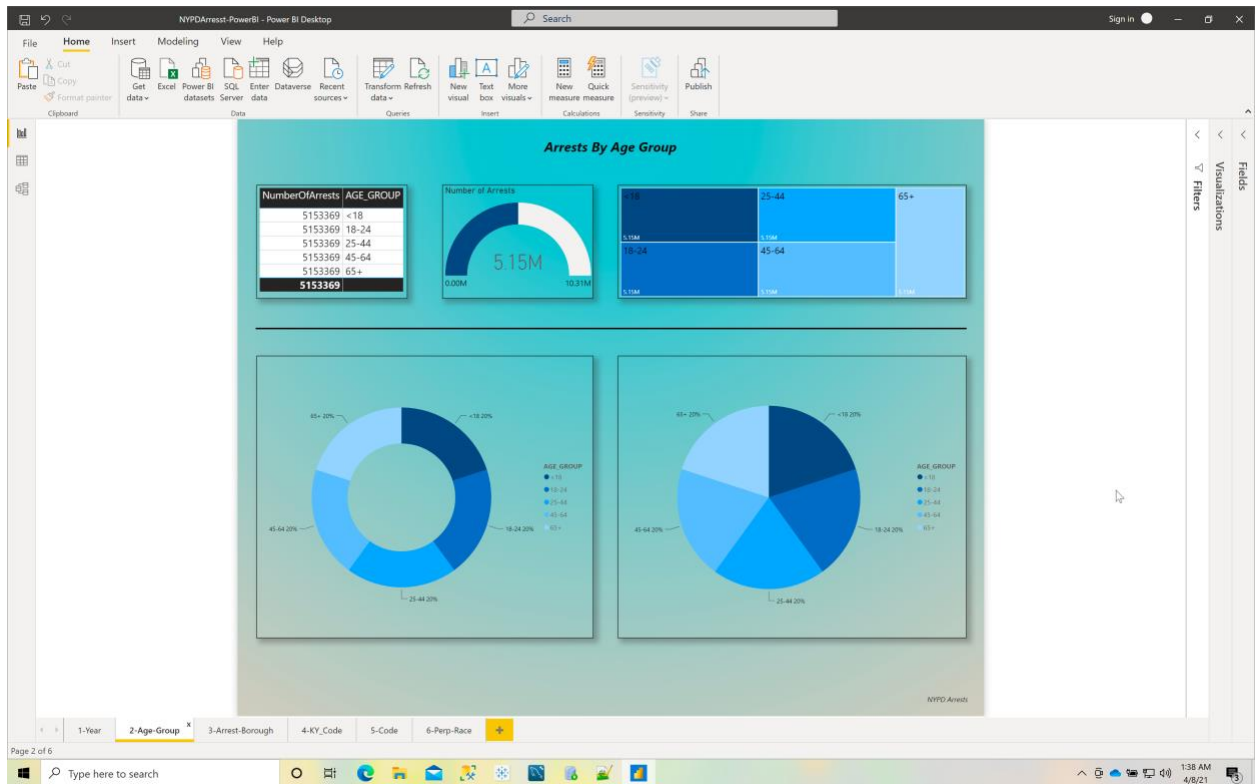 NYPDArresst-PowerBI - Power BI Desktop
Search
Sign in
File Home Insert Modeling View Help
Paste
Cut
Copy
Format painter
Get data
Excel
Power BI datasets
SQL Server
Enter data
Dataverse
Recent sources
Transform data
Refresh
New visual
Text box
More visuals
New measure
Quick measure
Sensitivity (preview)
Publish
Clipboard Data Queries Insert Calculations Sensitivity Share
Arrests By Age Group
NumberOfArrests AGE_GROUP
5153369 <18
5153369 18-24
5153369 25-44
5153369 45-64
5153369 65+
5153369
Number of Arrests
5.15M
0.00M 10.31M
<18
5.15M
25-44
5.15M
65+
5.15M
18-24
5.15M
45-64
5.15M
65+ 20%
<18 20%
45-64 20%
18-24 20%
25-44 20%
AGE_GROUP
<18
18-24
25-44
45-64
65+
65+ 20%
<18 20%
45-64 20%
18-24 20%
25-44 20%
AGE_GROUP
<18
18-24
25-44
45-64
65+
NYPD Arrests
Filters
Visualizations
Fields
1-Year 2-Age-Group x 3-Arrest-Borough 4-KY_Code 5-Code 6-Perp-Race +
Page 2 of 6
Type here to search
1:38 AM
4/8/21
3